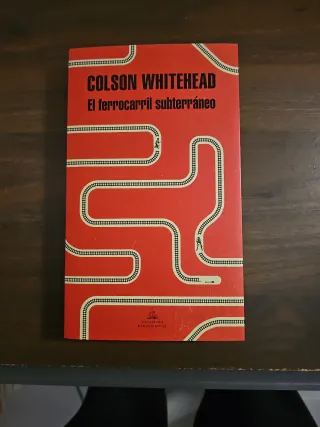 COLSON WHITEHEAD
El ferrocarril subterráneo